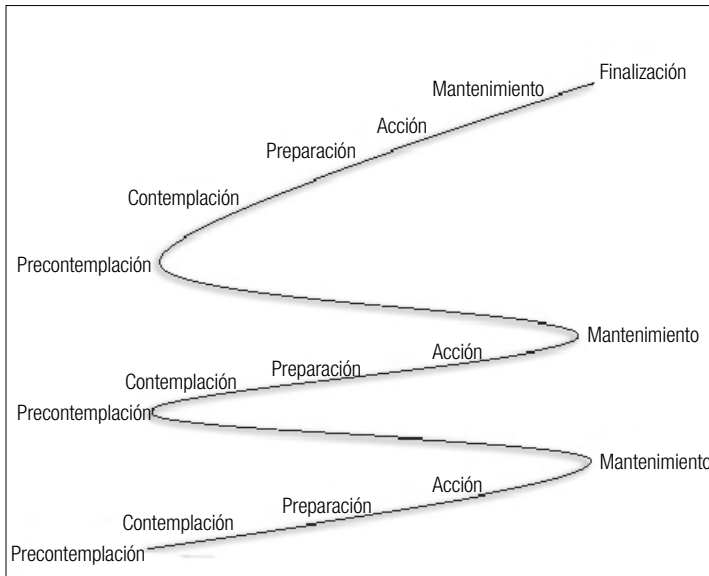 Finalización
Mantenimiento
Acción
Preparación
Contemplación
Precontemplación
Mantenimiento
Acción
Preparación
Contemplación
Precontemplación
Mantenimiento
Acción
Preparación
Contemplación
Precontemplación